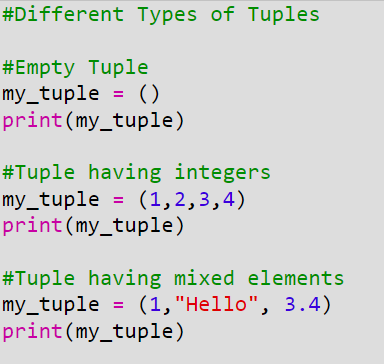 #Different Types of Tuples
#Empty Tuple
my_tuple = ()
print(my_tuple)
#Tuple having integers
my_tuple = (1,2,3,4)
print(my_tuple)
#Tuple having mixed elements
my_tuple = (1,"Hello", 3.4)
print(my_tuple)